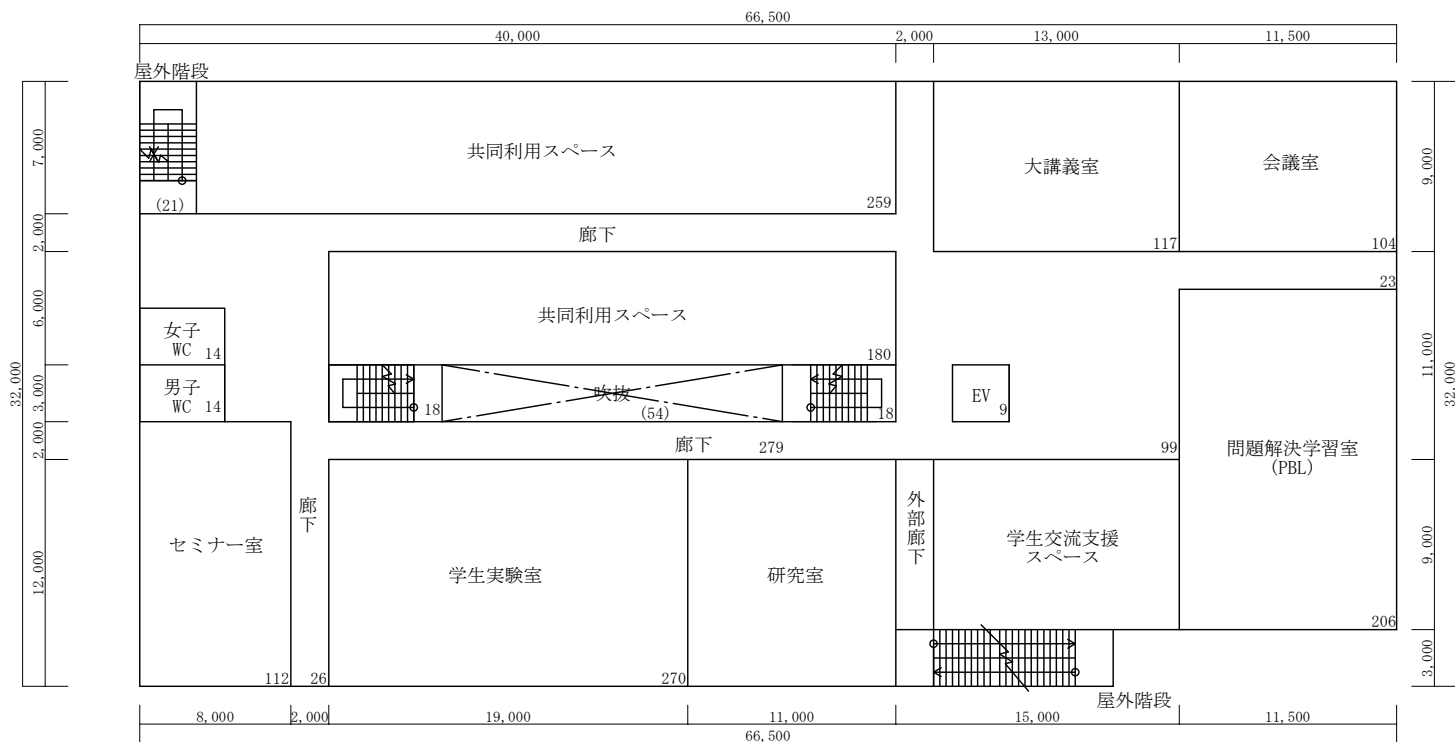 66,500
40,000
2,000
13,000
11,500
屋外階段
7,000
2,000
6,000
3,000
2,000
12,000
32,000
9,000
11,000
9,000
3,000
32,000
(21)
共同利用スペース
259
大講義室
117
会議室
104
廊下
23
共同利用スペース
180
女子
WC
14
男子
WC
14
18
吹抜
(54)
18
EV
9
廊下
279
99
問題解決学習室
(PBL)
206
セミナー室
112
廊下
26
学生実験室
270
研究室
外部廊下
学生交流支援
スペース
屋外階段
8,000
2,000
19,000
11,000
15,000
11,500
66,500